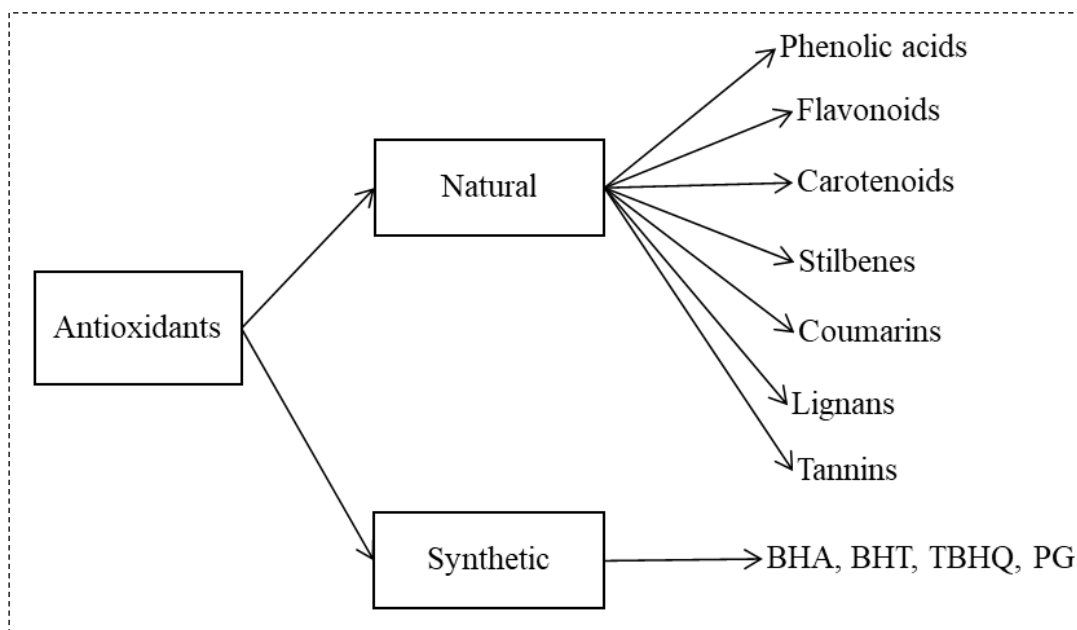 Antioxidants
Natural
Phenolic acids
Flavonoids
Carotenoids
Stilbenes
Coumarins
Lignans
Tannins
Synthetic
BHA, BHT, TBHQ, PG